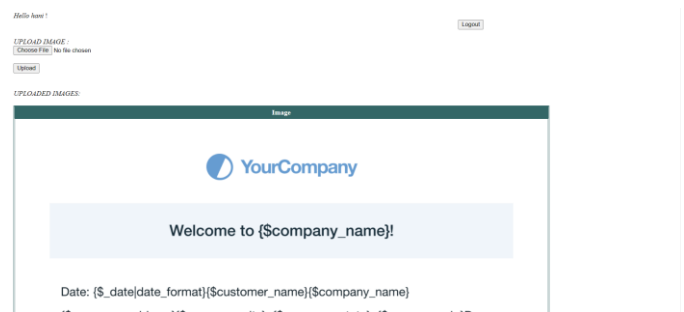 Hello hani !
Logout
UPLOAD IMAGE :
Choose File No file chosen
Upload
UPLOADED IMAGES:
Image
YourCompany
Welcome to {$company_name}!
Date: {$_date|date_format}{$customer_name}{$company_name}